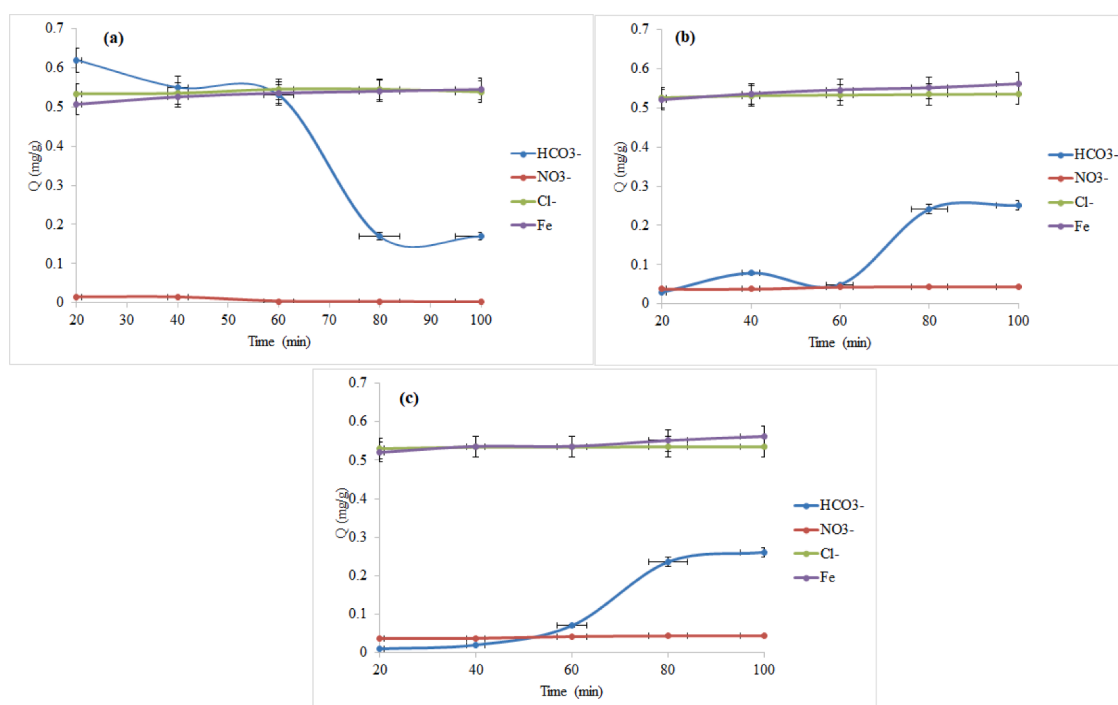 (a)
0.7
0.6
0.5
0.4
0.3
0.2
0.1
0
Q (mg/g)
20 30 40 50 60 70 80 90 100
Time (min)
HCO3-
NO3-
Cl-
Fe
(b)
0.7
0.6
0.5
0.4
0.3
0.2
0.1
0
Q (mg/g)
20 40 60 80 100
Time (min)
HCO3-
NO3-
Cl-
Fe
(c)
0.7
0.6
0.5
0.4
0.3
0.2
0.1
0
Q (mg/g)
20 40 60 80 100
Time (min)
HCO3-
NO3-
Cl-
Fe